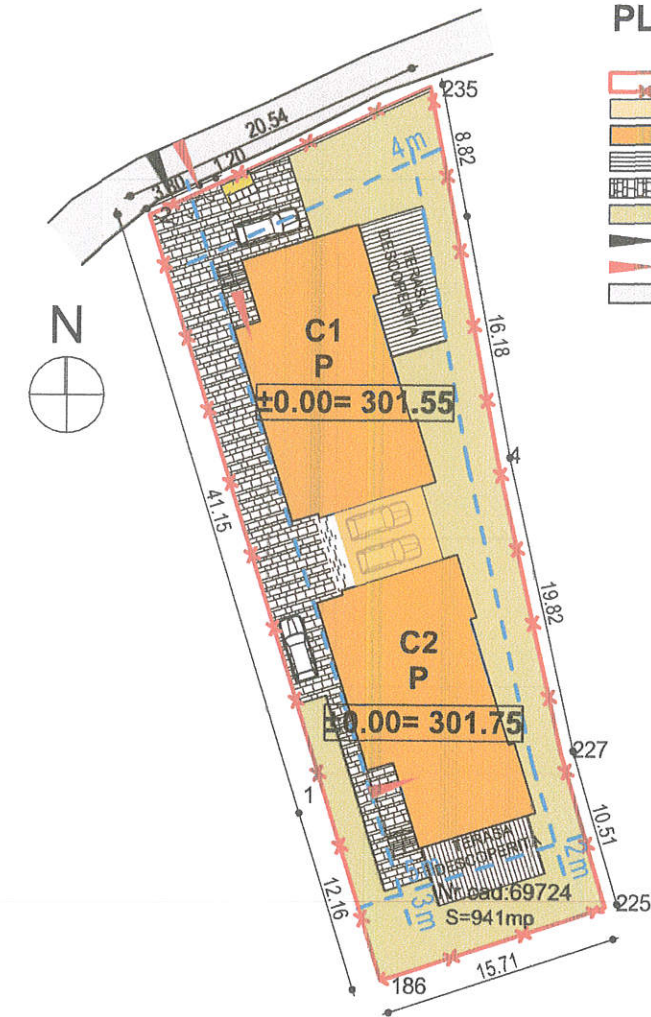 PL
235
20.54
8.82
4m
1.20
3.80
2
TERASA
DESCOPERITA
N
C1
P
±0.00= 301.55
16.18
4
41.15
19.82
C2
P
±0.00= 301.75
227
1
10.51
TERASA
DESCOPERITA
2m
12.16
3m
Nr.cad:69724
S=941mp
225
15.71
186